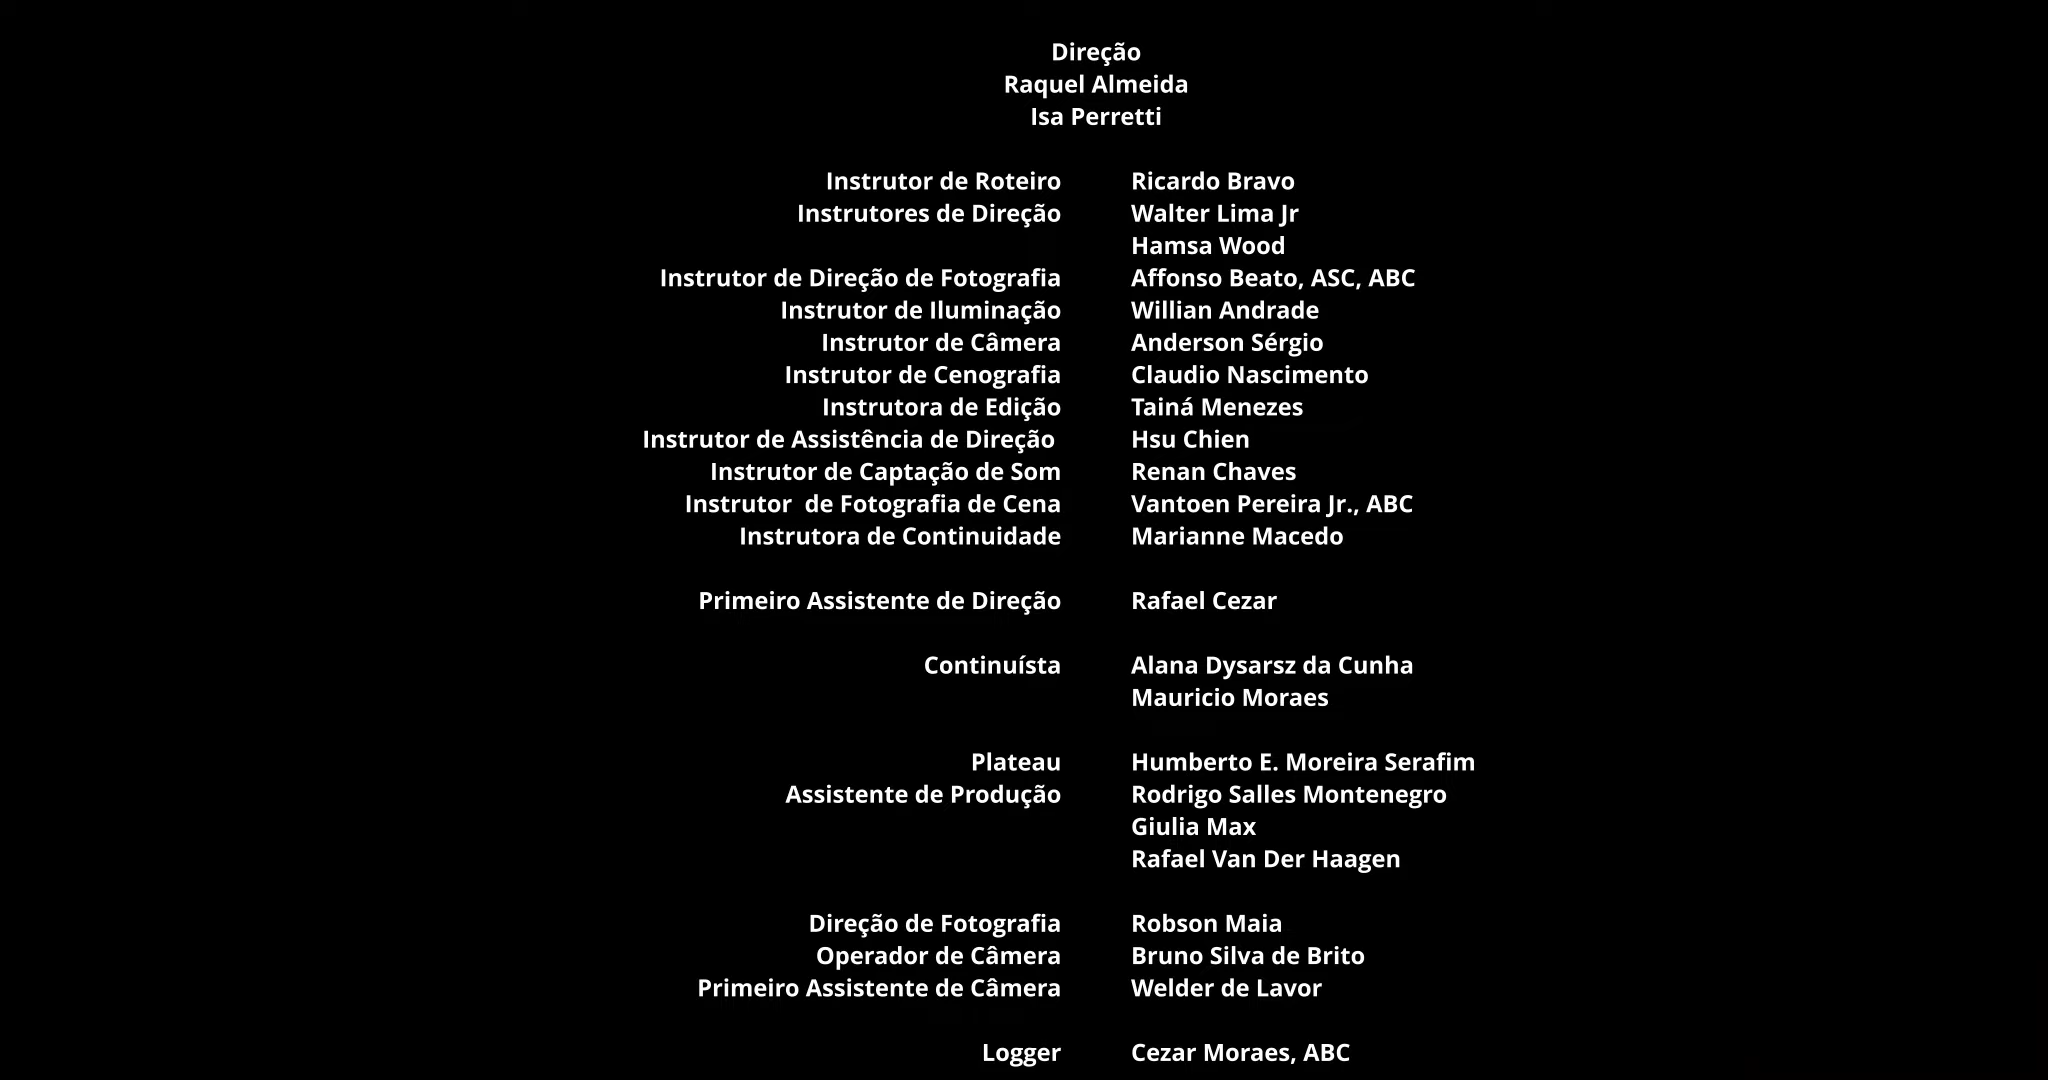 Direção
Raquel Almeida
Isa Perretti
Instrutor de Roteiro Ricardo Bravo
Instrutores de Direção Walter Lima Jr
Hamsa Wood
Instrutor de Direção de Fotografia Affonso Beato, ASC, ABC
Instrutor de Iluminação Willian Andrade
Instrutor de Câmera Anderson Sérgio
Instrutor de Cenografia Claudio Nascimento
Instrutora de Edição Tainá Menezes
Instrutor de Assistência de Direção Hsu Chien
Instrutor de Captação de Som Renan Chaves
Instrutor  de Fotografia de Cena Vantoen Pereira Jr., ABC
Instrutora de Continuidade Marianne Macedo
Primeiro Assistente de Direção Rafael Cezar
Continuísta Alana Dysarsz da Cunha
Mauricio Moraes
Plateau Humberto E. Moreira Serafim
Assistente de Produção Rodrigo Salles Montenegro
Giulia Max
Rafael Van Der Haagen
Direção de Fotografia Robson Maia
Operador de Câmera Bruno Silva de Brito
Primeiro Assistente de Câmera Welder de Lavor
Logger Cezar Moraes, ABC